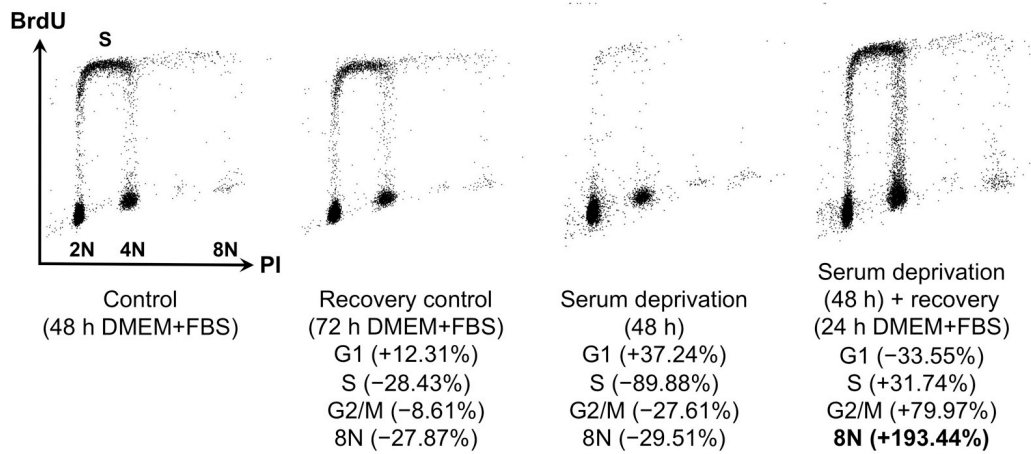 BrdU
S
2N 4N 8N
PI
Control
(48 h DMEM+FBS)
Recovery control
(72 h DMEM+FBS)
G1 (+12.31%)
S (−28.43%)
G2/M (−8.61%)
8N (−27.87%)
Serum deprivation
(48 h)
G1 (+37.24%)
S (−89.88%)
G2/M (−27.61%)
8N (−29.51%)
Serum deprivation
(48 h) + recovery
(24 h DMEM+FBS)
G1 (−33.55%)
S (+31.74%)
G2/M (+79.97%)
8N (+193.44%)